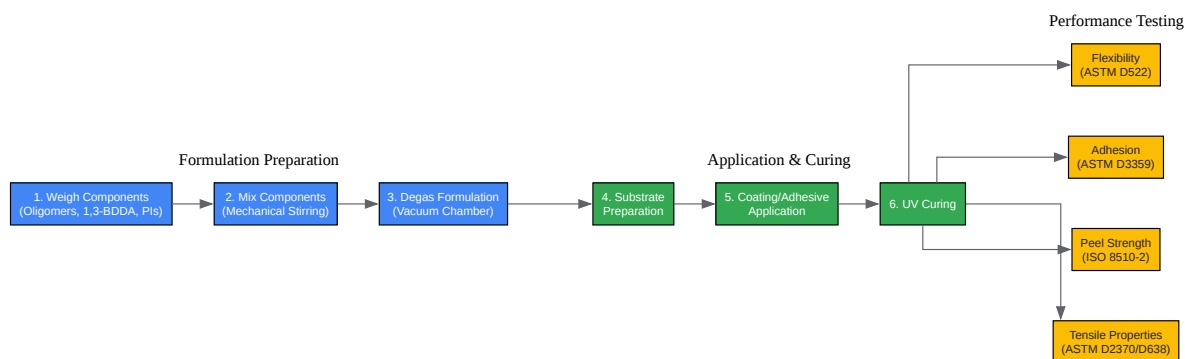 Performance Testing
Flexibility
(ASTM D522)
Formulation Preparation
Application & Curing
Adhesion
(ASTM D3359)
1. Weigh Components
(Oligomers, 1,3-BDDA, PIs)
2. Mix Components
(Mechanical Stirring)
3. Degas Formulation
(Vacuum Chamber)
4. Substrate
Preparation
5. Coating/Adhesive
Application
6. UV Curing
Peel Strength
(ISO 8510-2)
Tensile Properties
(ASTM D2370/D638)